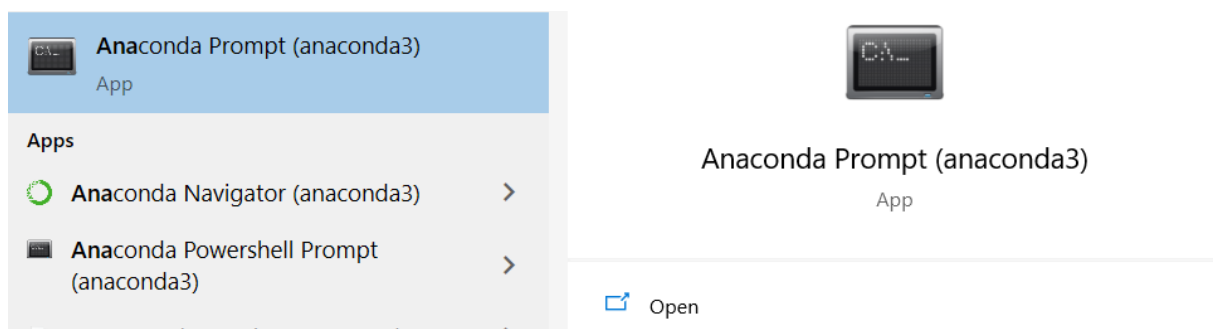 Anaconda Prompt (anaconda3)
App
Apps
Anaconda Navigator (anaconda3)
Anaconda Powershell Prompt
(anaconda3)
Anaconda Prompt (anaconda3)
App
Open